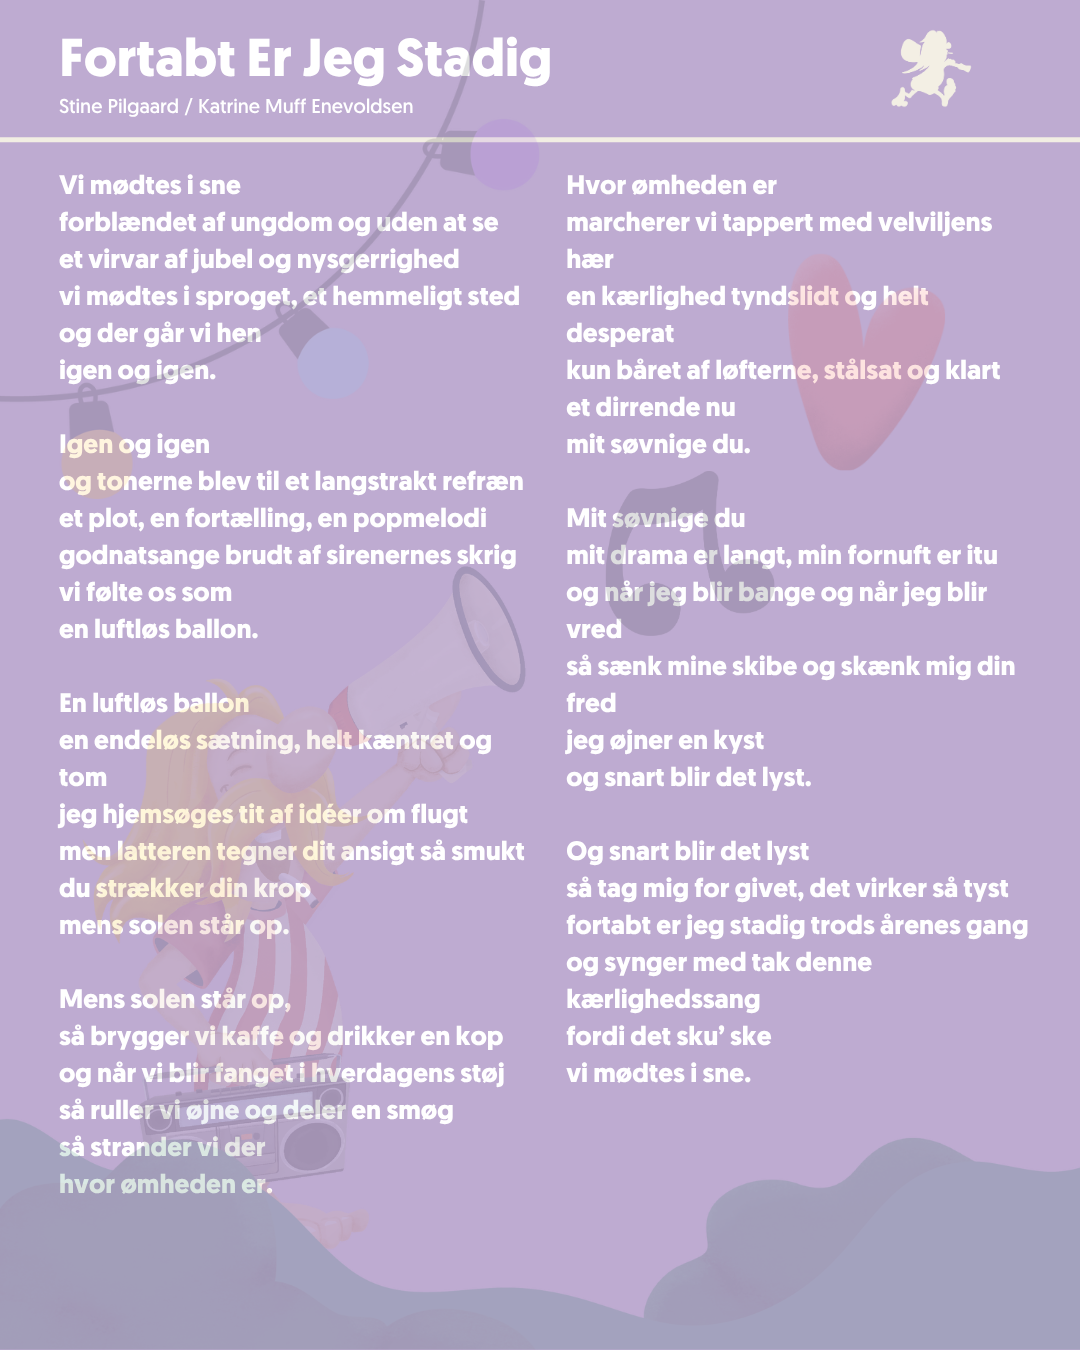 Fortabt Er Jeg Stadig
Stine Pilgaard / Katrine Muff Enevoldsen
Vi mødtes i sne
forblændet af ungdom og uden at se
et virvar af jubel og nysgerrighed
vi mødtes i sproget, et hemmeligt sted
og der går vi hen
igen og igen.
Igen og igen
og tonerne blev til et langstrakt refræn
et plot, en fortælling, en popmelodi
godnatsange brudt af sirenernes skrig
vi følte os som
en luftløs ballon.
En luftløs ballon
en endeløs sætning, helt kæntret og
tom
jeg hjemsøges tit af idéer om flugt
men latteren tegner dit ansigt så smukt
du strækker din krop
mens solen står op.
Mens solen står op,
så brygger vi kaffe og drikker en kop
og når vi blir fanget i hverdagens støj
så ruller vi øjne og deler en smøg
så strander vi der
hvor ømheden er.
Hvor ømheden er
marcherer vi tappert med velviljens
hær
en kærlighed tyndslidt og helt
desperat
kun båret af løfterne, stålsat og klart
et dirrende nu
mit søvnige du.
Mit søvnige du
mit drama er langt, min fornuft er itu
og når jeg blir bange og når jeg blir
vred
så sænk mine skibe og skænk mig din
fred
jeg øjner en kyst
og snart blir det lyst.
Og snart blir det lyst
så tag mig for givet, det virker så tyst
fortabt er jeg stadig trods årenes gang
og synger med tak denne
kærlighedssang
fordi det sku’ ske
vi mødtes i sne.